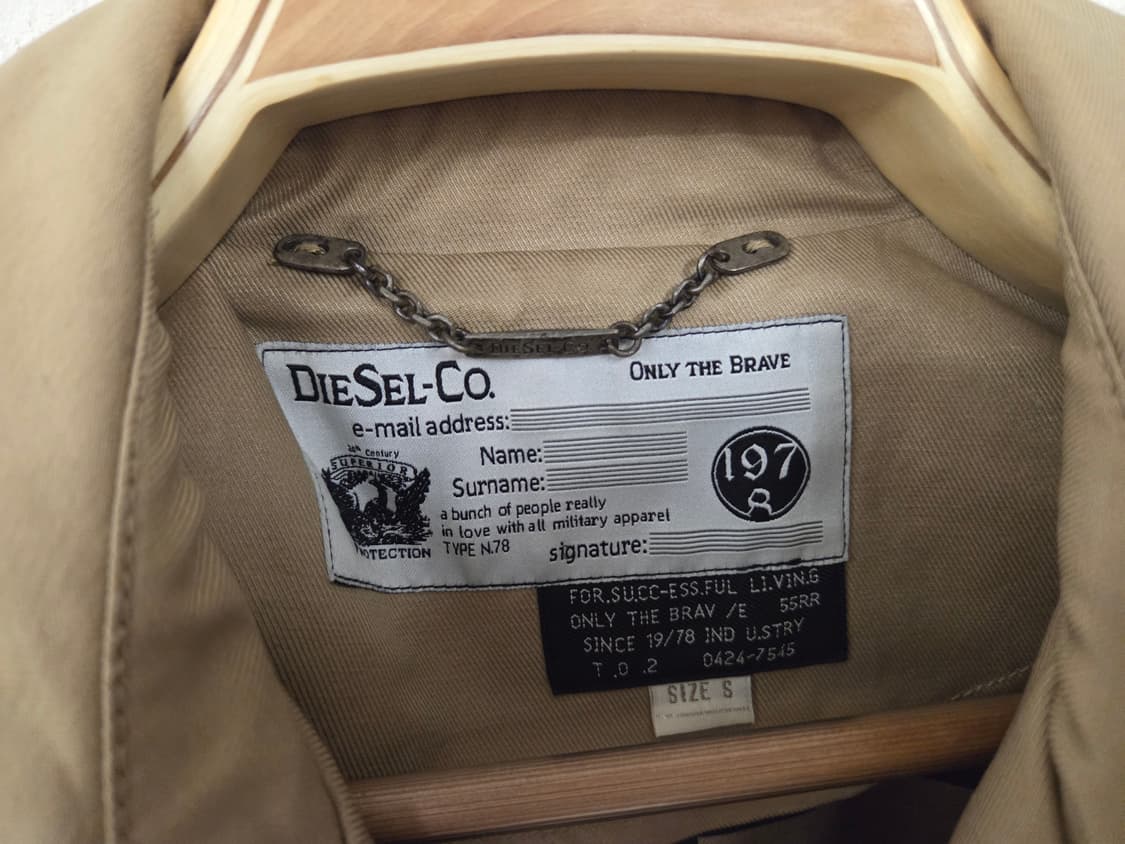 DIESEL-CO.
DIESEL-CO.
ONLY THE BRAVE
e-mail address:
Name:
Surname:
20th Century
SUPERIOR
PROTECTION
a bunch of people really
in love with all military apparel
TYPE N.78
signature:
197
8
FOR.SU.CC-ESS.FUL LI.VIN.G
ONLY THE BRAV /E 55RR
SINCE 19/78 IND U.STRY
T .O .2 0424-7545
SIZE S